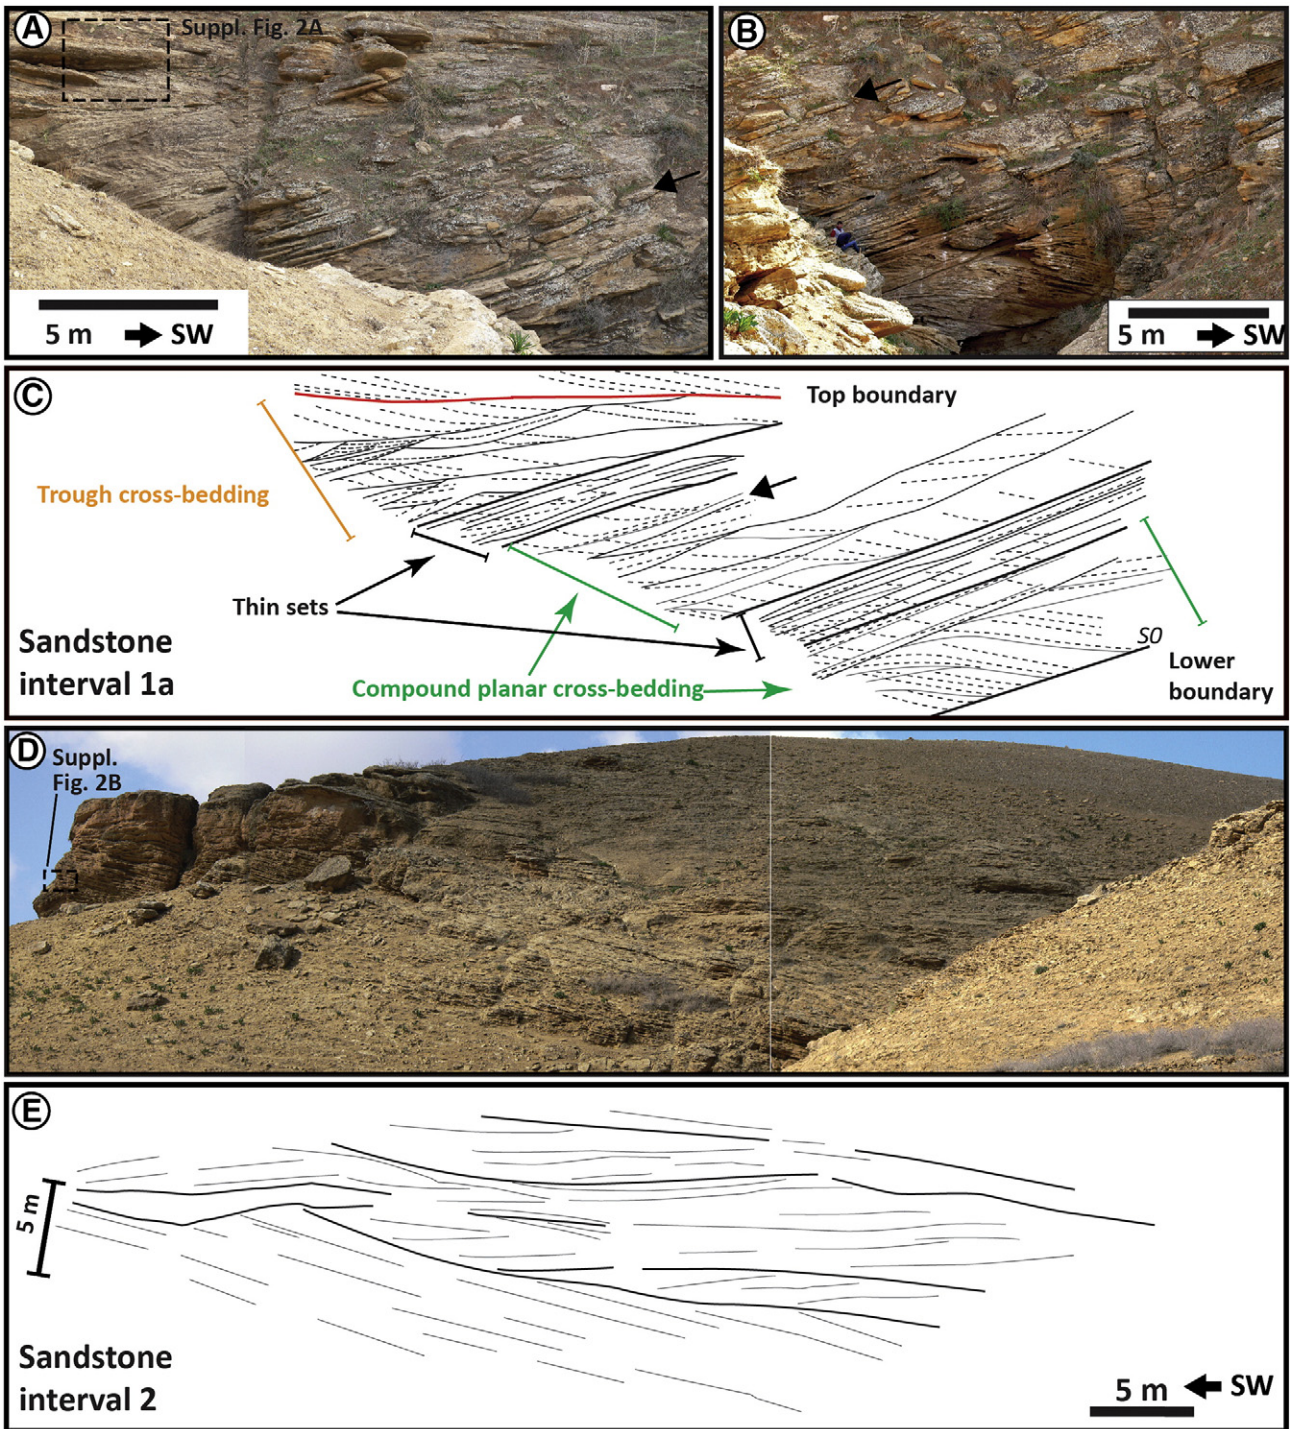 A
Suppl. Fig. 2A
5 m
SW
B
5 m
SW
C
Top boundary
Trough cross-bedding
Thin sets
Sandstone
interval 1a
Compound planar cross-bedding
S0
Lower
boundary
D
Suppl.
Fig. 2B
E
5 m
Sandstone
interval 2
5 m
SW